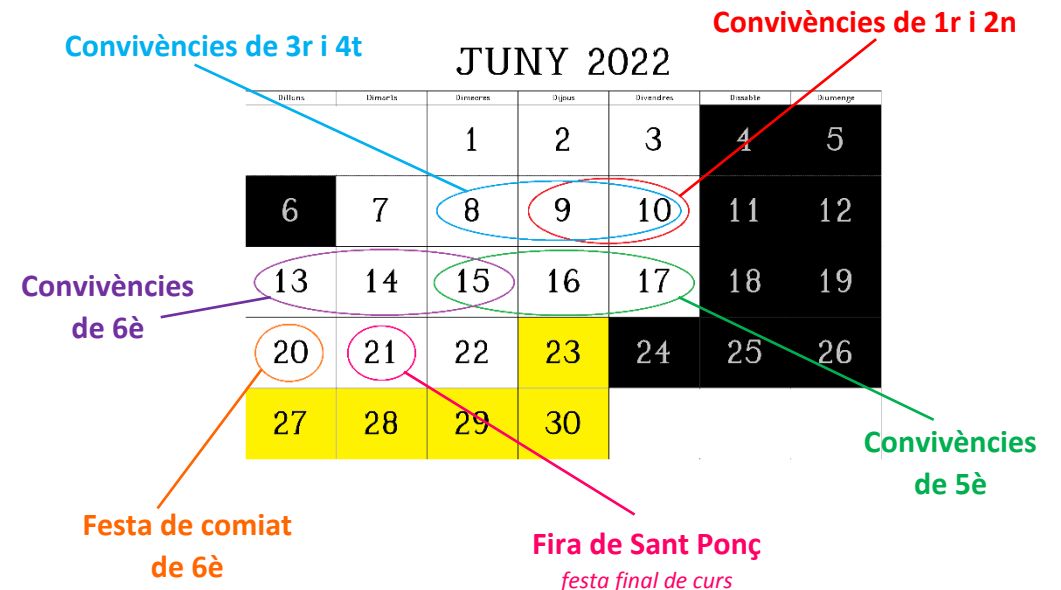 Convivències de 1r i 2n
Convivències de 3r i 4t
JUNY 2022
Dilluns Dimarts Dimecres Dijous Divendres Dissabte Diumenge
1 2 3 4 5
6 7 8 9 10 11 12
13 14 15 16 17 18 19
20 21 22 23 24 25 26
27 28 29 30
Convivències
de 6è
Convivències
de 5è
Festa de comiat
de 6è
Fira de Sant Ponç
festa final de curs